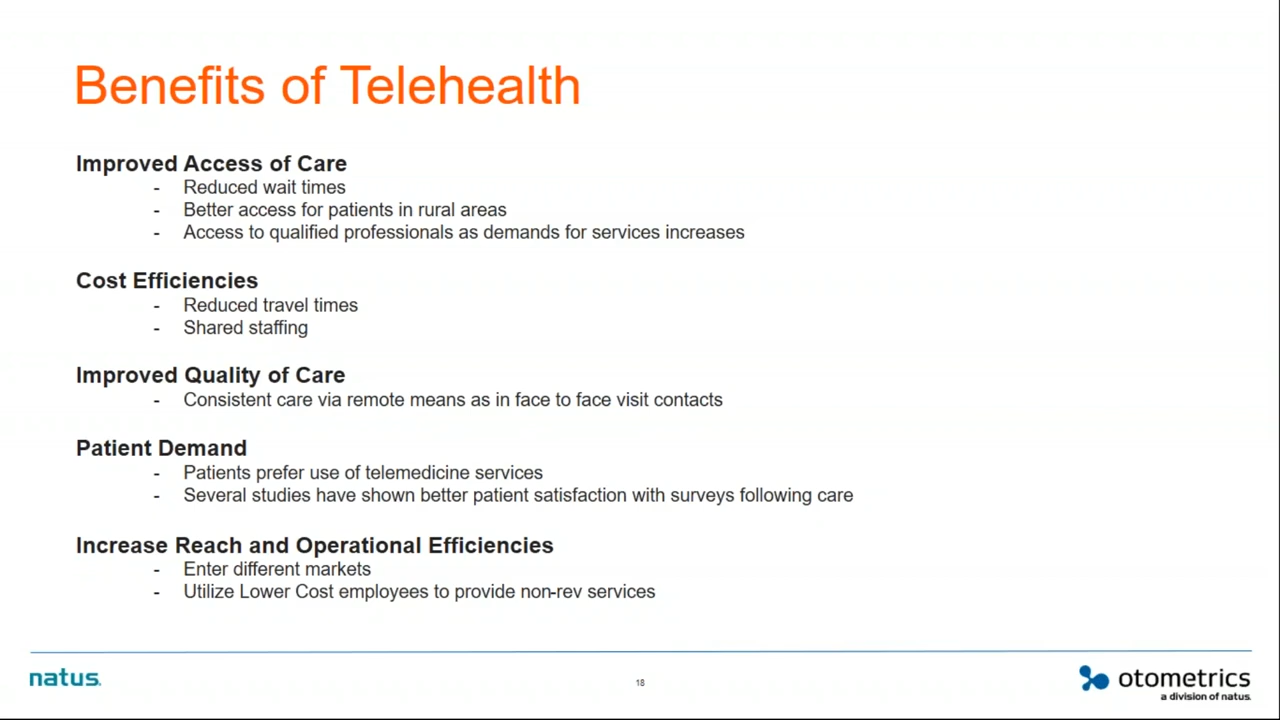 Benefits of Telehealth
Improved Access of Care
- Reduced wait times
- Better access for patients in rural areas
- Access to qualified professionals as demands for services increases
Cost Efficiencies
- Reduced travel times
- Shared staffing
Improved Quality of Care
- Consistent care via remote means as in face to face visit contacts
Patient Demand
- Patients prefer use of telemedicine services
- Several studies have shown better patient satisfaction with surveys following care
Increase Reach and Operational Efficiencies
- Enter different markets
- Utilize Lower Cost employees to provide non-rev services
natus.
18
otometrics
a division of natus.